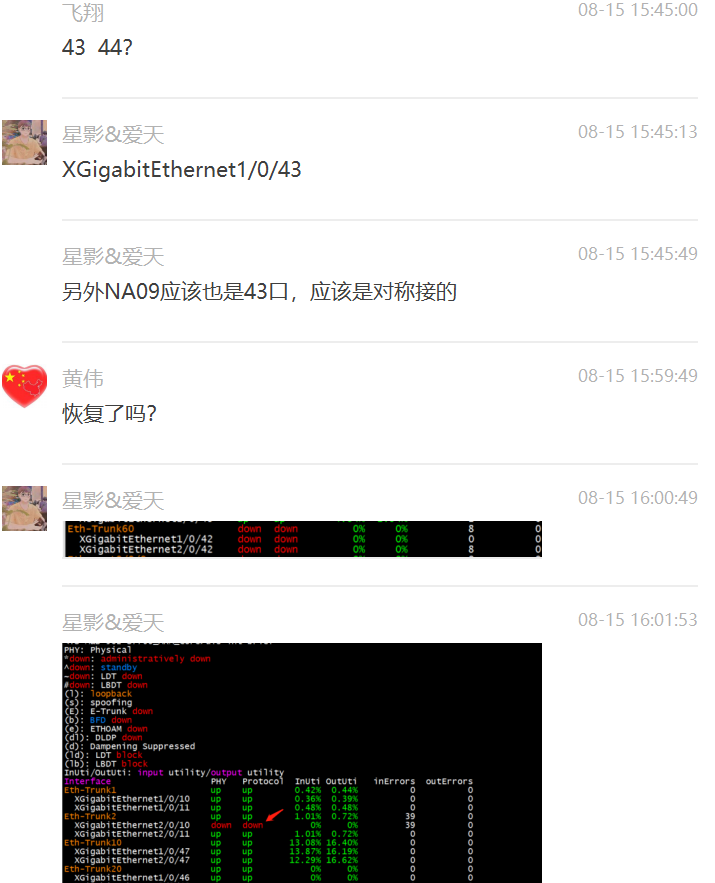 飞翔 08-15 15:45:00
43 44?
星影&爱天 08-15 15:45:13
XGigabitEthernet1/0/43
星影&爱天 08-15 15:45:49
另外NA09应该也是43口，应该是对称接的
黄伟 08-15 15:59:49
恢复了吗?
星影&爱天 08-15 16:00:49
Eth-Trunk60 down down 0% 0% 8 0
XGigabitEthernet1/0/42 down down 0% 0% 0 0
XGigabitEthernet2/0/42 down down 0% 0% 8 0
星影&爱天 08-15 16:01:53
PHY: Physical
*down: administratively down
^down: standby
~down: LDT down
#down: LBDT down
(l): loopback
(s): spoofing
(E): E-Trunk down
(b): BFD down
(e): ETHOAM down
(dl): DLDP down
(d): Dampening Suppressed
(ld): LDT block
(lb): LBDT block
InUti/OutUti: input utility/output utility
Interface PHY Protocol InUti OutUti inErrors outErrors
Eth-Trunk1 up up 0.42% 0.44% 0 0
XGigabitEthernet1/0/10 up up 0.36% 0.39% 0 0
XGigabitEthernet1/0/11 up up 0.48% 0.48% 0 0
Eth-Trunk2 up up 1.01% 0.72% 39 0
XGigabitEthernet2/0/10 down down 0% 0% 39 0
XGigabitEthernet2/0/11 up up 1.01% 0.72% 0 0
Eth-Trunk10 up up 13.08% 16.40% 0 0
XGigabitEthernet1/0/47 up up 13.87% 16.19% 0 0
XGigabitEthernet2/0/47 up up 12.29% 16.62% 0 0
Eth-Trunk20 up up 0% 0% 0 0
XGigabitEthernet1/0/46 up up 0% 0% 0 0